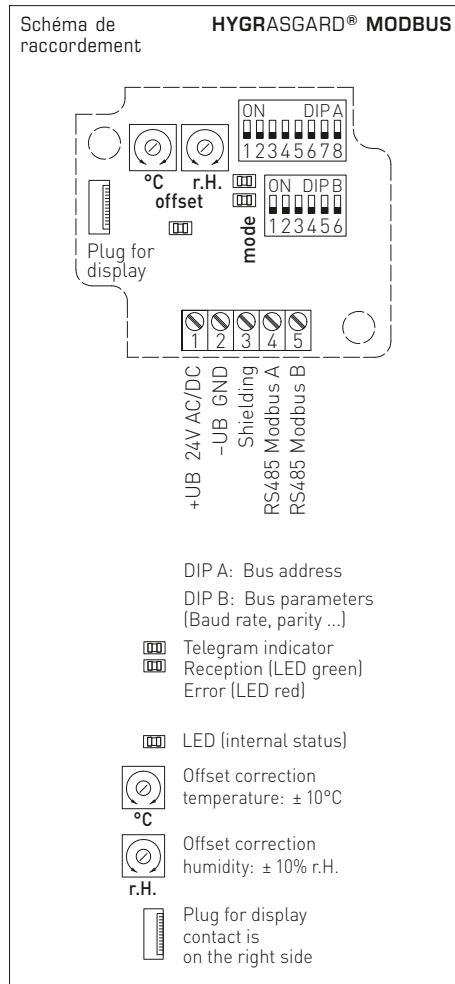 Schéma de
raccordement
HYGRASGARD® MODBUS
ON DIP A
1 2 3 4 5 6 7 8
°C r.H.
offset
ON DIP B
1 2 3 4 5 6
mode
Plug for
display
1 2 3 4 5
+UB 24V AC/DC
–UB GND
Shielding
RS485 Modbus A
RS485 Modbus B
DIP A: Bus address
DIP B: Bus parameters
(Baud rate, parity ...)
Telegram indicator
Reception (LED green)
Error (LED red)
LED (internal status)
Offset correction
temperature: ± 10°C
°C
Offset correction
humidity: ± 10% r.H.
r.H.
Plug for display
contact is
on the right side